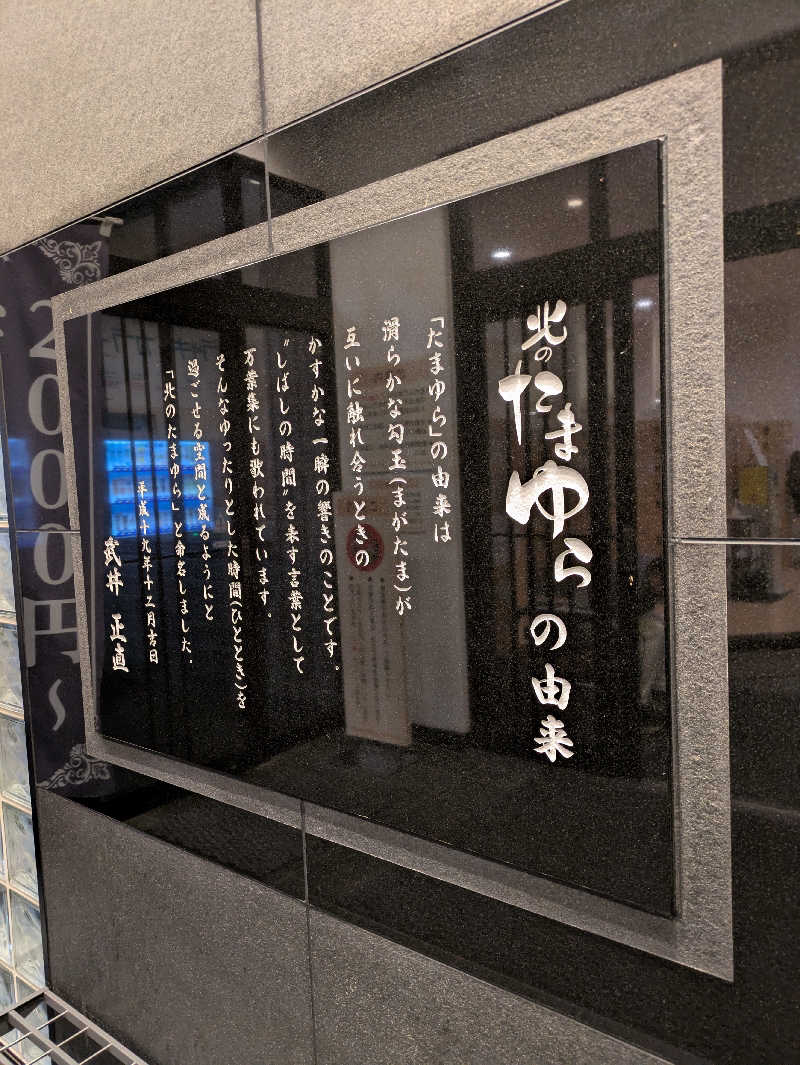 北のたまゆらの由来
「たまゆら」の由来は
滑らかな勾玉(まがたま)が
互いに触れ合うときの
かすかな一瞬の響きのことです。
"しばしの時間"を表す言葉として
万葉集にも歌われています。
そんなゆったりとした時間(ひととき)を
過ごせる空間と成るようにと
「北のたまゆら」と命名しました。
平成十九年十二月吉日
武井 正直
200円～